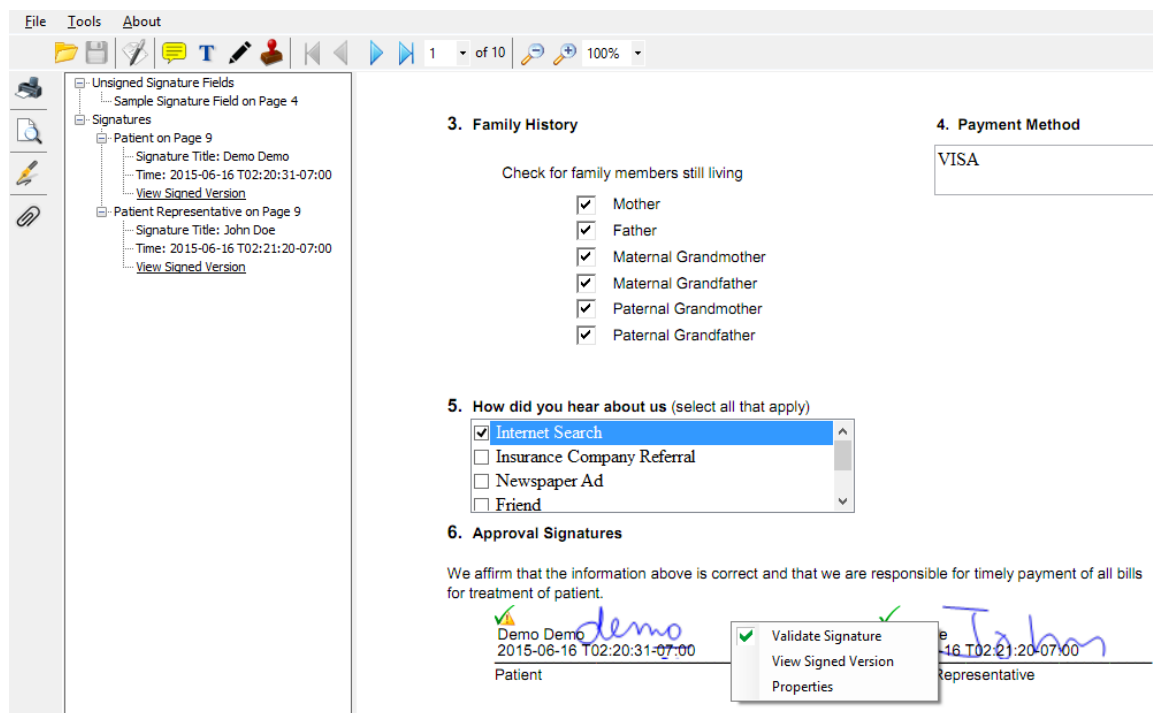 File Tools About
T 1 of 10 100%
Unsigned Signature Fields
Sample Signature Field on Page 4
Signatures
Patient on Page 9
Signature Title: Demo Demo
Time: 2015-06-16 T02:20:31-07:00
View Signed Version
Patient Representative on Page 9
Signature Title: John Doe
Time: 2015-06-16 T02:21:20-07:00
View Signed Version
3. Family History
Check for family members still living
Mother
Father
Maternal Grandmother
Maternal Grandfather
Paternal Grandmother
Paternal Grandfather
4. Payment Method
VISA
5. How did you hear about us (select all that apply)
Internet Search
Insurance Company Referral
Newspaper Ad
Friend
6. Approval Signatures
We affirm that the information above is correct and that we are responsible for timely payment of all bills
for treatment of patient.
demo
Demo Demo
2015-06-16 T02:20:31-07:00
Patient
Validate Signature
View Signed Version
Properties
John
e
-16 T02:21:20-07:00
Representative